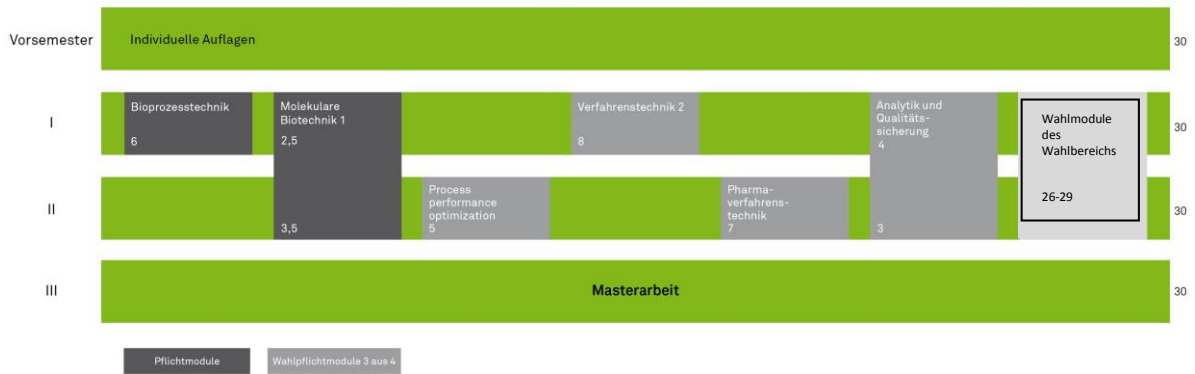 Vorsemester
Individuelle Auflagen
30
I
Bioprozesstechnik
6
Molekulare
Biotechnik 1
2,5
Verfahrenstechnik 2
8
Analytik und
Qualitäts-
sicherung
4
Wahlmodule
des
Wahlbereichs
26-29
30
II
3,5
Process
performance
optimization
5
Pharma-
verfahrens-
technik
7
3
30
III
Masterarbeit
30
Pflichtmodule
Wahlpflichtmodule 3 aus 4